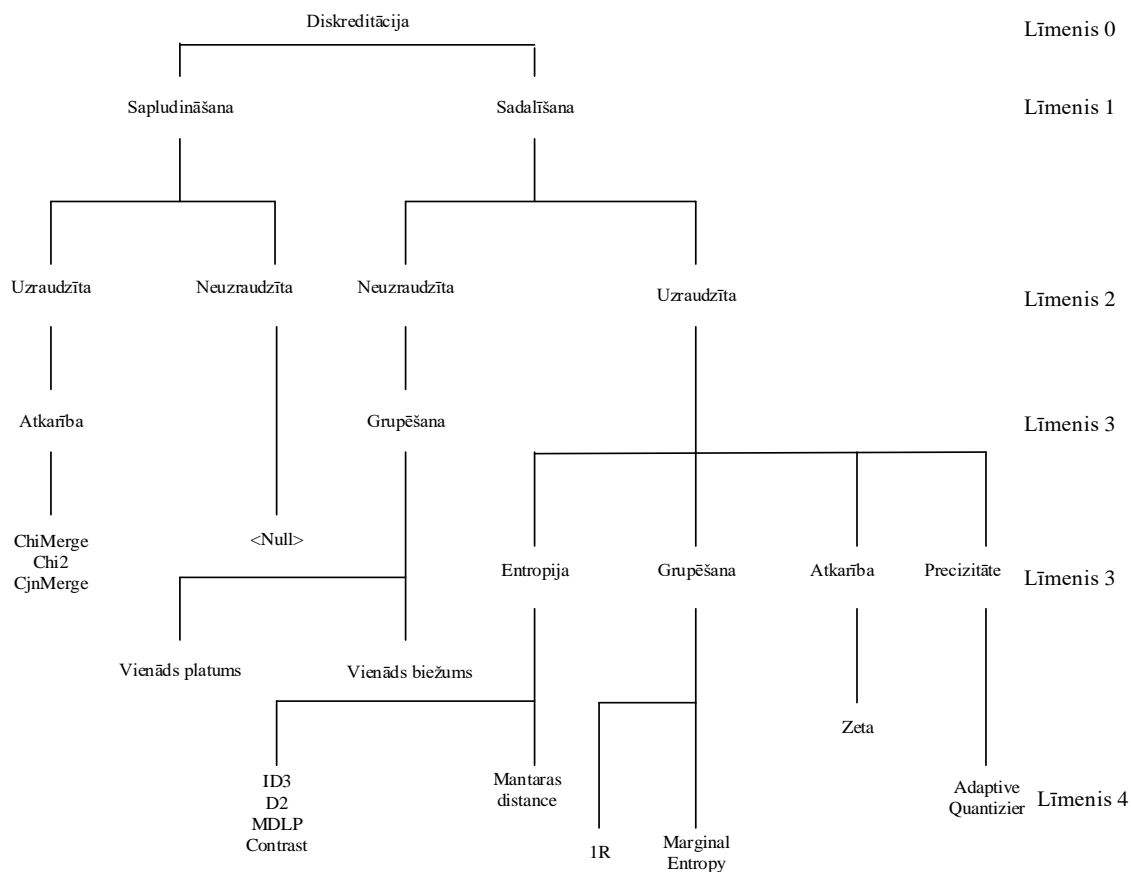 Diskreditācija
Līmenis 0
Sapludināšana
Sadalīšana
Līmenis 1
Uzraudzīta
Neuzraudzīta
Neuzraudzīta
Uzraudzīta
Līmenis 2
Atkarība
Grupēšana
Līmenis 3
ChiMerge
Chi2
CjnMerge
<Null>
Entropija
Grupēšana
Atkarība
Precizitāte
Līmenis 3
Vienāds platums
Vienāds biežums
Zeta
ID3
D2
MDLP
Contrast
Mantaras
distance
1R
Marginal
Entropy
Adaptive
Quantizier
Līmenis 4